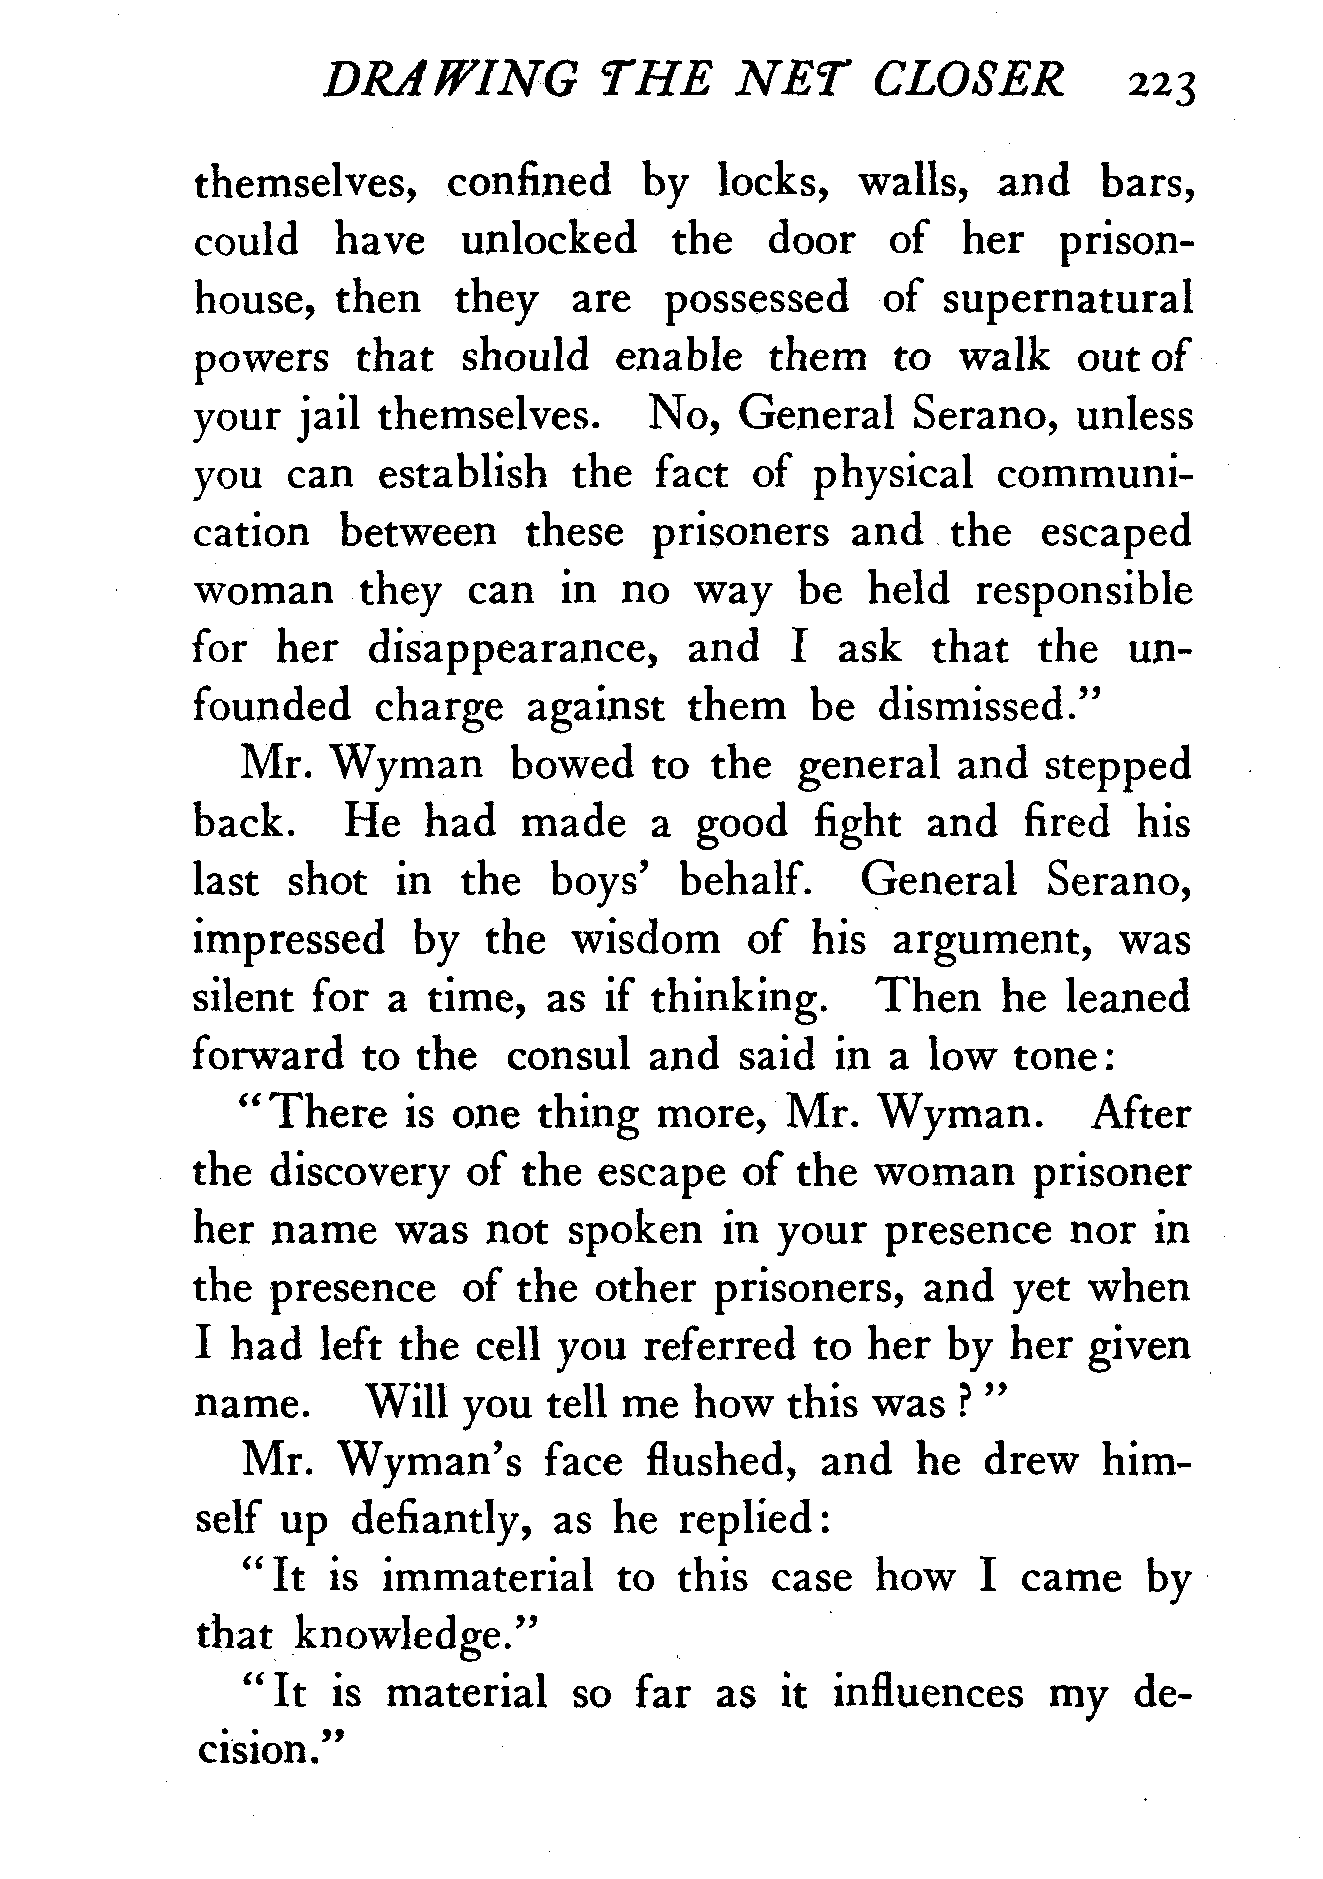 DRAWING THE NET CLOSER 223
themselves, confined by locks, walls, and bars,
could have unlocked the door of her prison-
house, then they are possessed of supernatural
powers that should enable them to walk out of
your jail themselves. No, General Serano, unless
you can establish the fact of physical communi-
cation between these prisoners and the escaped
woman they can in no way be held responsible
for her disappearance, and I ask that the un-
founded charge against them be dismissed."
Mr. Wyman bowed to the general and stepped
back. He had made a good fight and fired his
last shot in the boys' behalf. General Serano,
impressed by the wisdom of his argument, was
silent for a time, as if thinking. Then he leaned
forward to the consul and said in a low tone:
"There is one thing more, Mr. Wyman. After
the discovery of the escape of the woman prisoner
her name was not spoken in your presence nor in
the presence of the other prisoners, and yet when
I had left the cell you referred to her by her given
name. Will you tell me how this was ? "
Mr. Wyman's face flushed, and he drew him-
self up defiantly, as he replied:
"It is immaterial to this case how I came by
that knowledge."
"It is material so far as it influences my de-
cision."